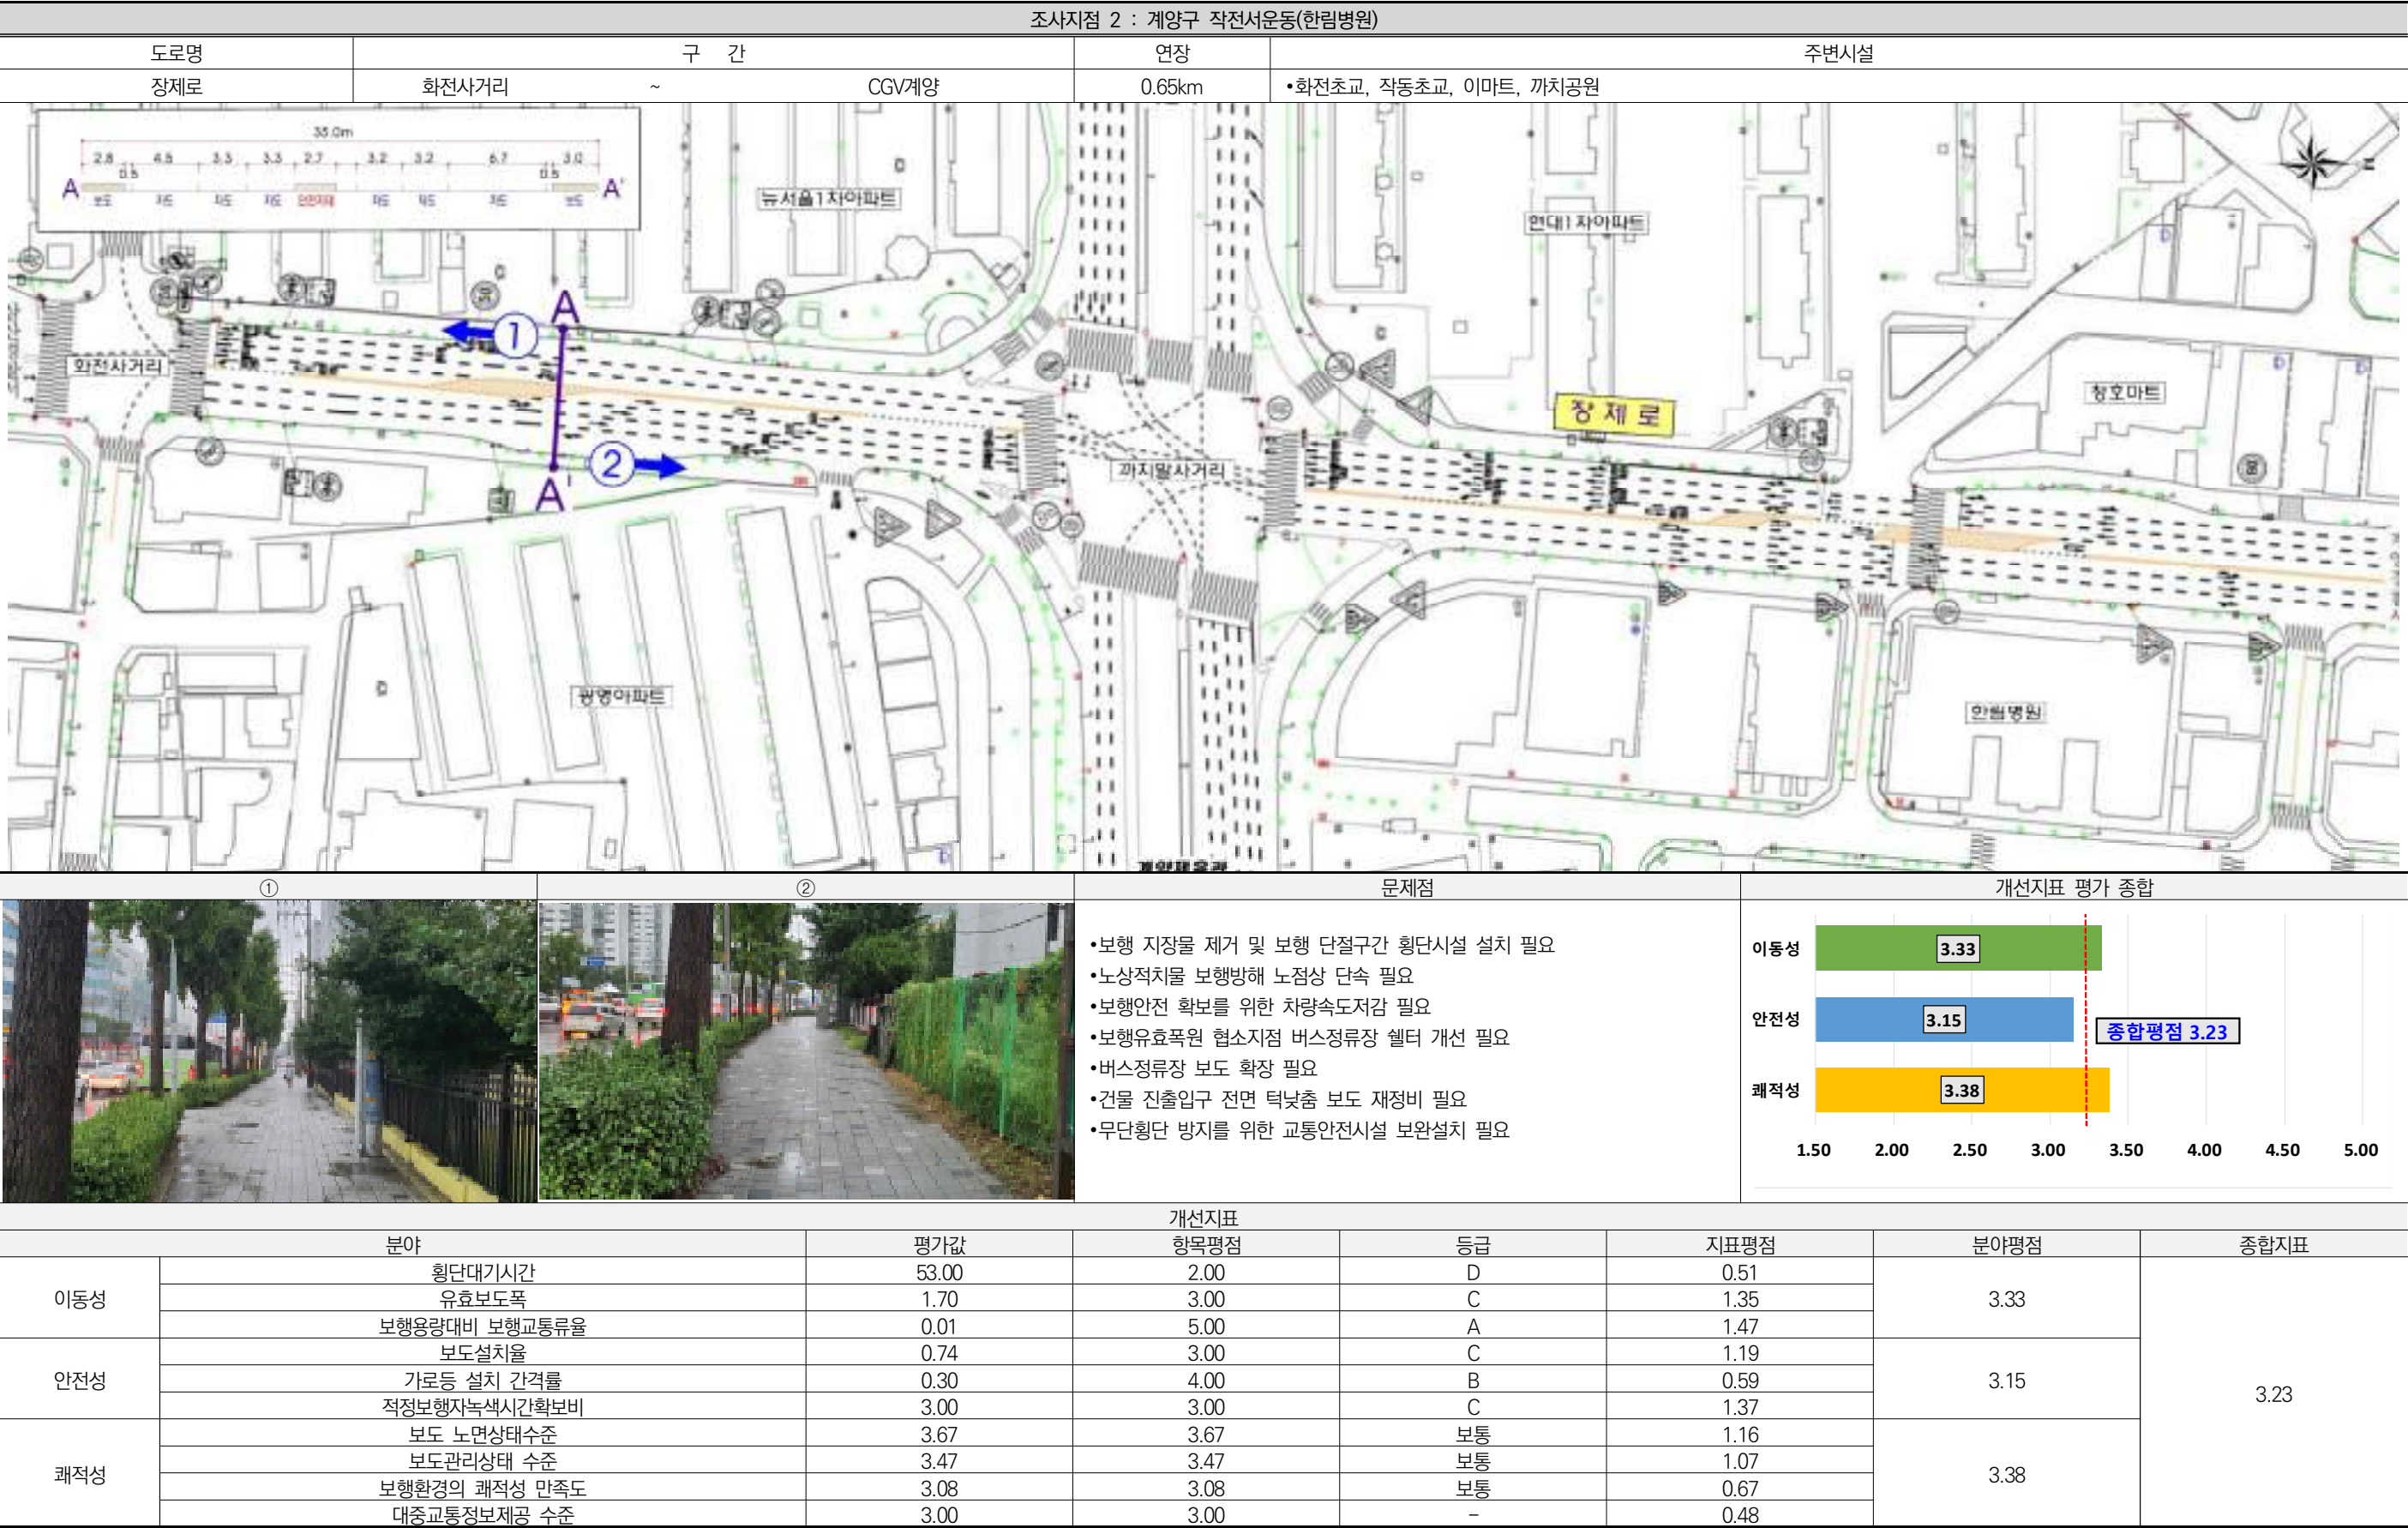 조사지점 2 : 계양구 작전서운동(한림병원)
도로명 구 간 연장 주변시설
장제로 화전사거리 ~ CGV계양 0.65km •화전초교, 작동초교, 이마트, 까치공원
35.0m
2.8 0.5 4.5 3.3 3.3 2.7 3.2 3.2 6.7 0.5 3.0
A 보도 차도 차도 차도 안전지대 차도 차도 차도 보도 A'
뉴서울1차아파트
현대1차아파트
A
①
화전사거리
청호마트
장제로
②
까치말사거리
A'
광명아파트
한림병원
계양체육관
① ② 문제점 개선지표 평가 종합
•보행 지장물 제거 및 보행 단절구간 횡단시설 설치 필요
•노상적치물 보행방해 노점상 단속 필요
•보행안전 확보를 위한 차량속도저감 필요
•보행유효폭원 협소지점 버스정류장 쉘터 개선 필요
•버스정류장 보도 확장 필요
•건물 진출입구 전면 턱낮춤 보도 재정비 필요
•무단횡단 방지를 위한 교통안전시설 보완설치 필요
이동성 3.33
안전성 3.15
종합평점 3.23
쾌적성 3.38
1.50 2.00 2.50 3.00 3.50 4.00 4.50 5.00
개선지표
분야 평가값 항목평점 등급 지표평점 분야평점 종합지표
이동성 횡단대기시간 53.00 2.00 D 0.51 3.33 3.23
유효보도폭 1.70 3.00 C 1.35
보행용량대비 보행교통류율 0.01 5.00 A 1.47
안전성 보도설치율 0.74 3.00 C 1.19 3.15
가로등 설치 간격률 0.30 4.00 B 0.59
적정보행자녹색시간확보비 3.00 3.00 C 1.37
쾌적성 보도 노면상태수준 3.67 3.67 보통 1.16 3.38
보도관리상태 수준 3.47 3.47 보통 1.07
보행환경의 쾌적성 만족도 3.08 3.08 보통 0.67
대중교통정보제공 수준 3.00 3.00 - 0.48